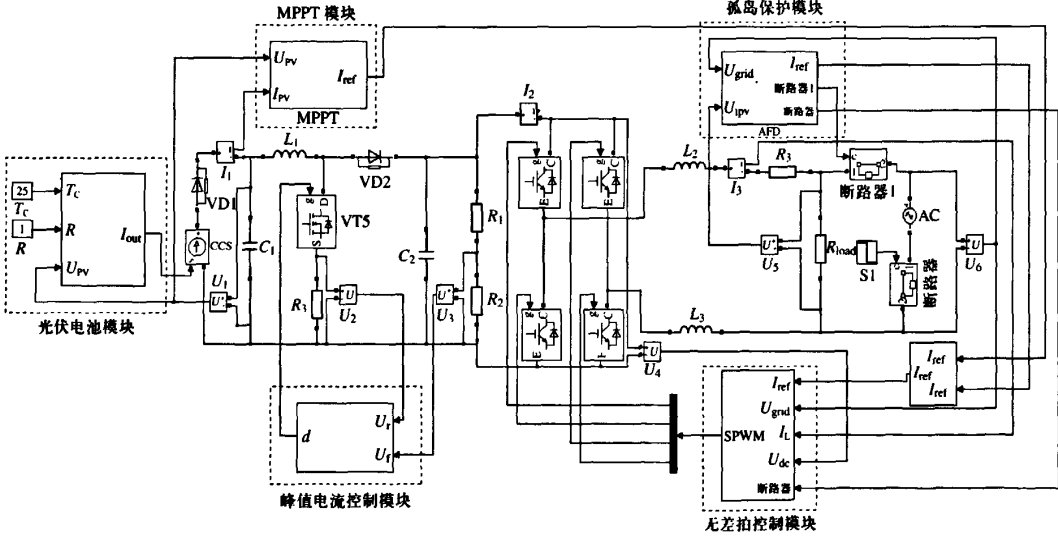 MPPT 模块
孤岛保护模块
U_PV
I_ref
I_PV
MPPT
U_grid
I_ref
断路器1
U_ipv
断路器
AFD
I_1
L_1
VD2
I_2
L_2
I_3
R_3
断路器1
25
T_C
T_C
1
R
R
U_PV
I_out
VD1
CCS
U_1
U
C_1
光伏电池模块
g
D
S
VT5
R_3
U
U_2
C_2
R_1
R_2
U
U_3
g
C
E
g
C
E
g
C
E
g
C
E
U
U_4
L_3
U
U_5
R_load
S1
AC
断路器
U
U_6
I_ref
I_ref
I_ref
d
U_r
U_f
峰值电流控制模块
SPWM
I_ref
U_grid
I_L
U_dc
断路器
无差拍控制模块